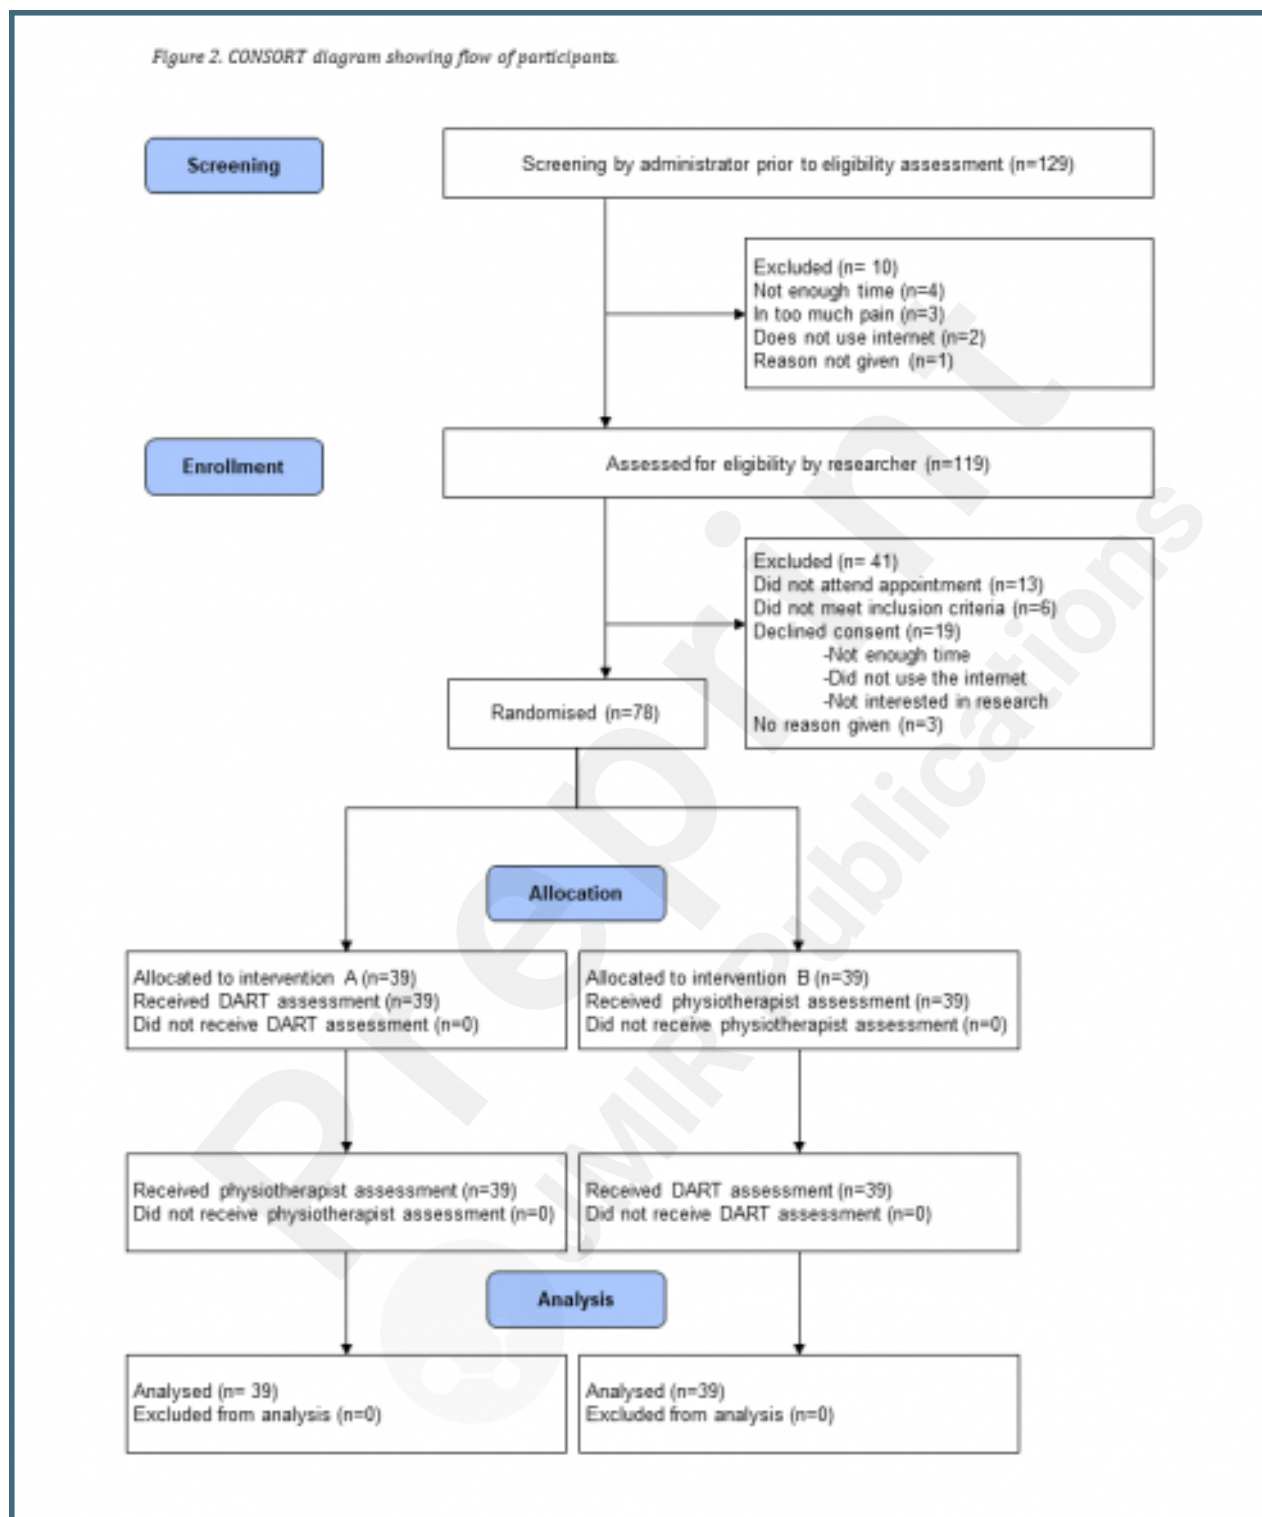 Figure 2. CONSORT diagram showing flow of participants.
Screening
Screening by administrator prior to eligibility assessment (n=129)
Excluded (n= 10)
Not enough time (n=4)
In too much pain (n=3)
Does not use internet (n=2)
Reason not given (n=1)
Enrollment
Assessed for eligibility by researcher (n=119)
Excluded (n= 41)
Did not attend appointment (n=13)
Did not meet inclusion criteria (n=6)
Declined consent (n=19)
-Not enough time
-Did not use the internet
-Not interested in research
No reason given (n=3)
Randomised (n=78)
Allocation
Allocated to intervention A (n=39)
Received DART assessment (n=39)
Did not receive DART assessment (n=0)
Allocated to intervention B (n=39)
Received physiotherapist assessment (n=39)
Did not receive physiotherapist assessment (n=0)
Received physiotherapist assessment (n=39)
Did not receive physiotherapist assessment (n=0)
Received DART assessment (n=39)
Did not receive DART assessment (n=0)
Analysis
Analysed (n= 39)
Excluded from analysis (n=0)
Analysed (n=39)
Excluded from analysis (n=0)
Preprint
JMIR Publications